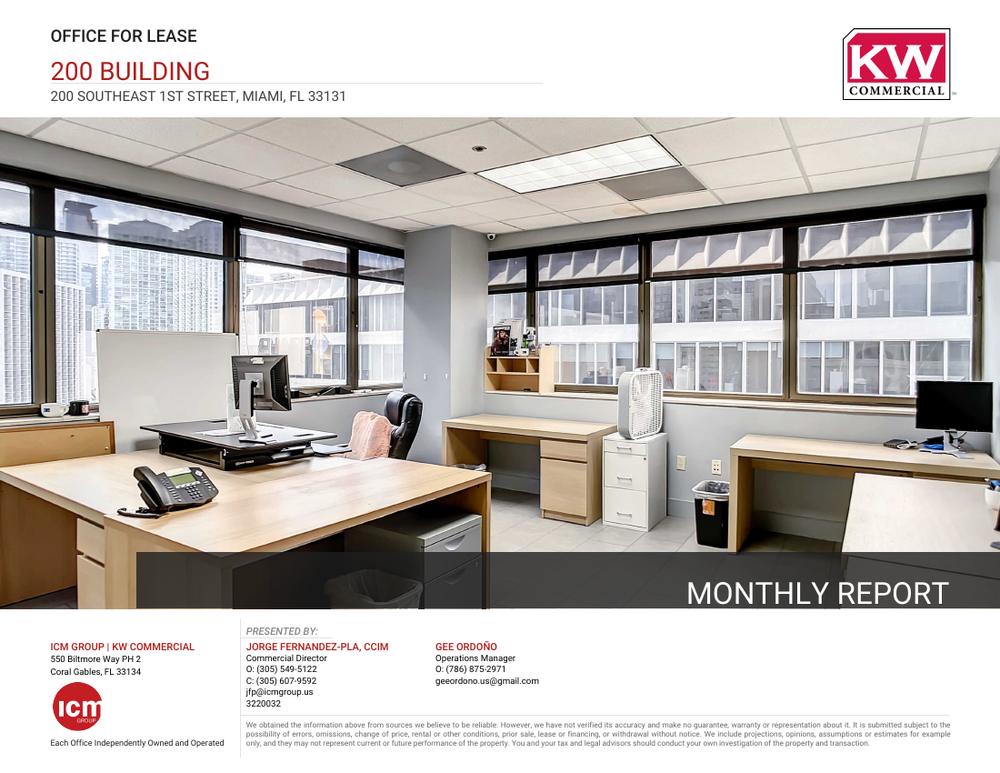 OFFICE FOR LEASE
200 BUILDING
200 SOUTHEAST 1ST STREET, MIAMI, FL 33131
KW
COMMERCIAL
MONTHLY REPORT
ICM GROUP | KW COMMERCIAL
550 Biltmore Way PH 2
Coral Gables, FL 33134
icm
GROUP
Each Office Independently Owned and Operated
PRESENTED BY:
JORGE FERNANDEZ-PLA, CCIM
Commercial Director
O: (305) 549-5122
C: (305) 607-9592
jfp@icmgroup.us
3220032
GEE ORDOÑO
Operations Manager
O: (786) 875-2971
geeordono.us@gmail.com
We obtained the information above from sources we believe to be reliable. However, we have not verified its accuracy and make no guarantee, warranty or representation about it. It is submitted subject to the
possibility of errors, omissions, change of price, rental or other conditions, prior sale, lease or financing, or withdrawal without notice. We include projections, opinions, assumptions or estimates for example
only, and they may not represent current or future performance of the property. You and your tax and legal advisors should conduct your own investigation of the property and transaction.